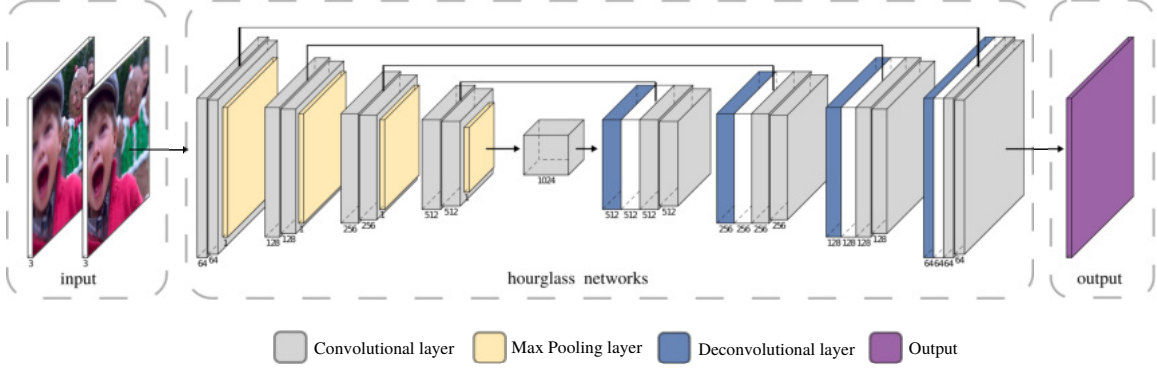 3
3
input
64 64
1
128 128
1
256 256
1
512 512
1
1024
512 512 512 512
256 256 256 256
128 128 128 128
64 64 64 64
hourglass networks
output
Convolutional layer
Max Pooling layer
Deconvolutional layer
Output